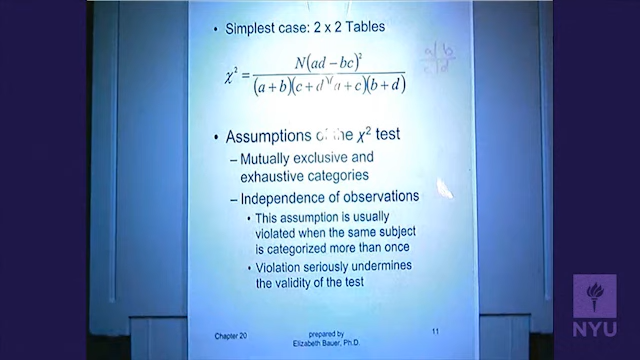 • Simplest case: 2 x 2 Tables
a b
c d
χ² = N(ad – bc)² / (a + b)(c + d)(a + c)(b + d)
• Assumptions of the χ² test
– Mutually exclusive and
exhaustive categories
– Independence of observations
• This assumption is usually
violated when the same subject
is categorized more than once
• Violation seriously undermines
the validity of the test
Chapter 20
prepared by
Elizabeth Bauer, Ph.D.
11
NYU